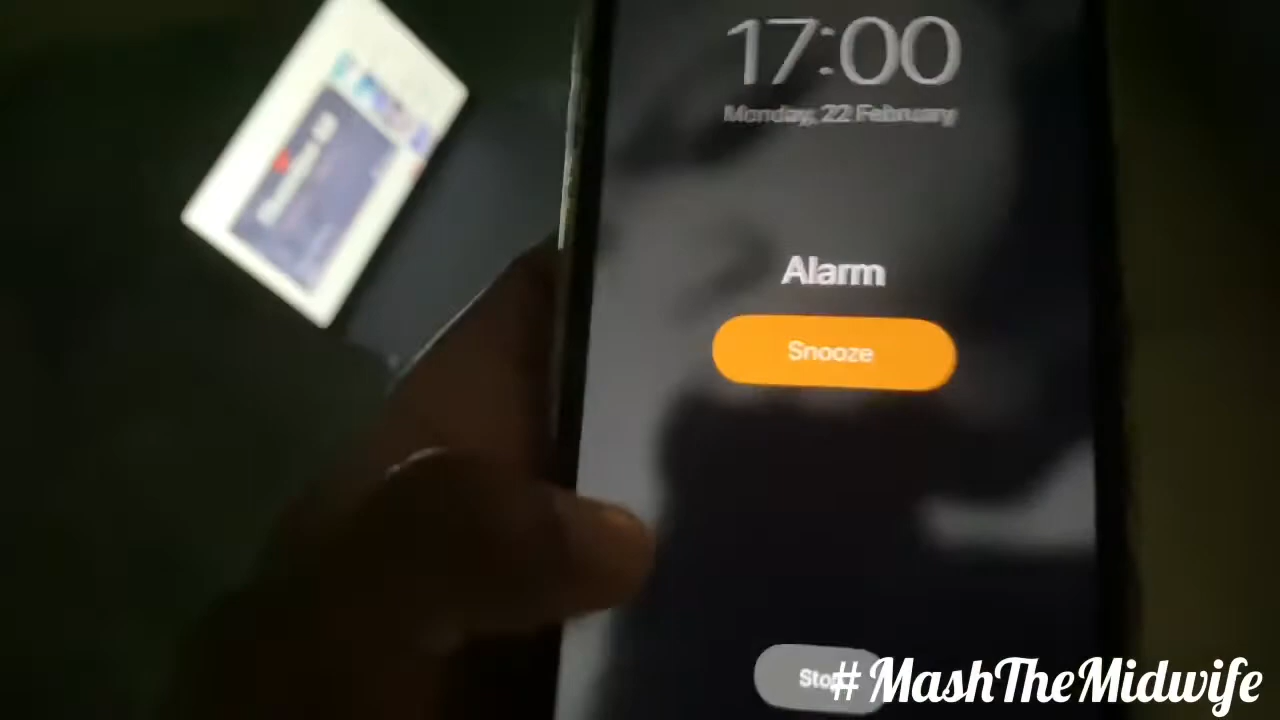 17:00
Monday, 22 February
Alarm
Snooze
Stop
#MashTheMidwife